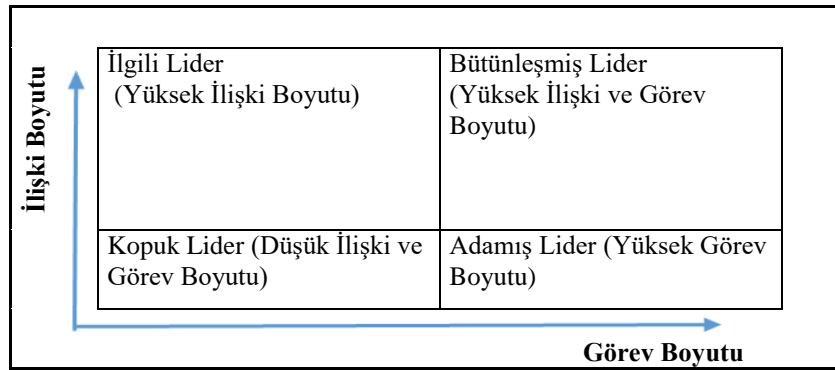 İlişki Boyutu
İlgili Lider
(Yüksek İlişki Boyutu)
Bütünleşmiş Lider
(Yüksek İlişki ve Görev
Boyutu)
Kopuk Lider (Düşük İlişki ve
Görev Boyutu)
Adamış Lider (Yüksek Görev
Boyutu)
Görev Boyutu